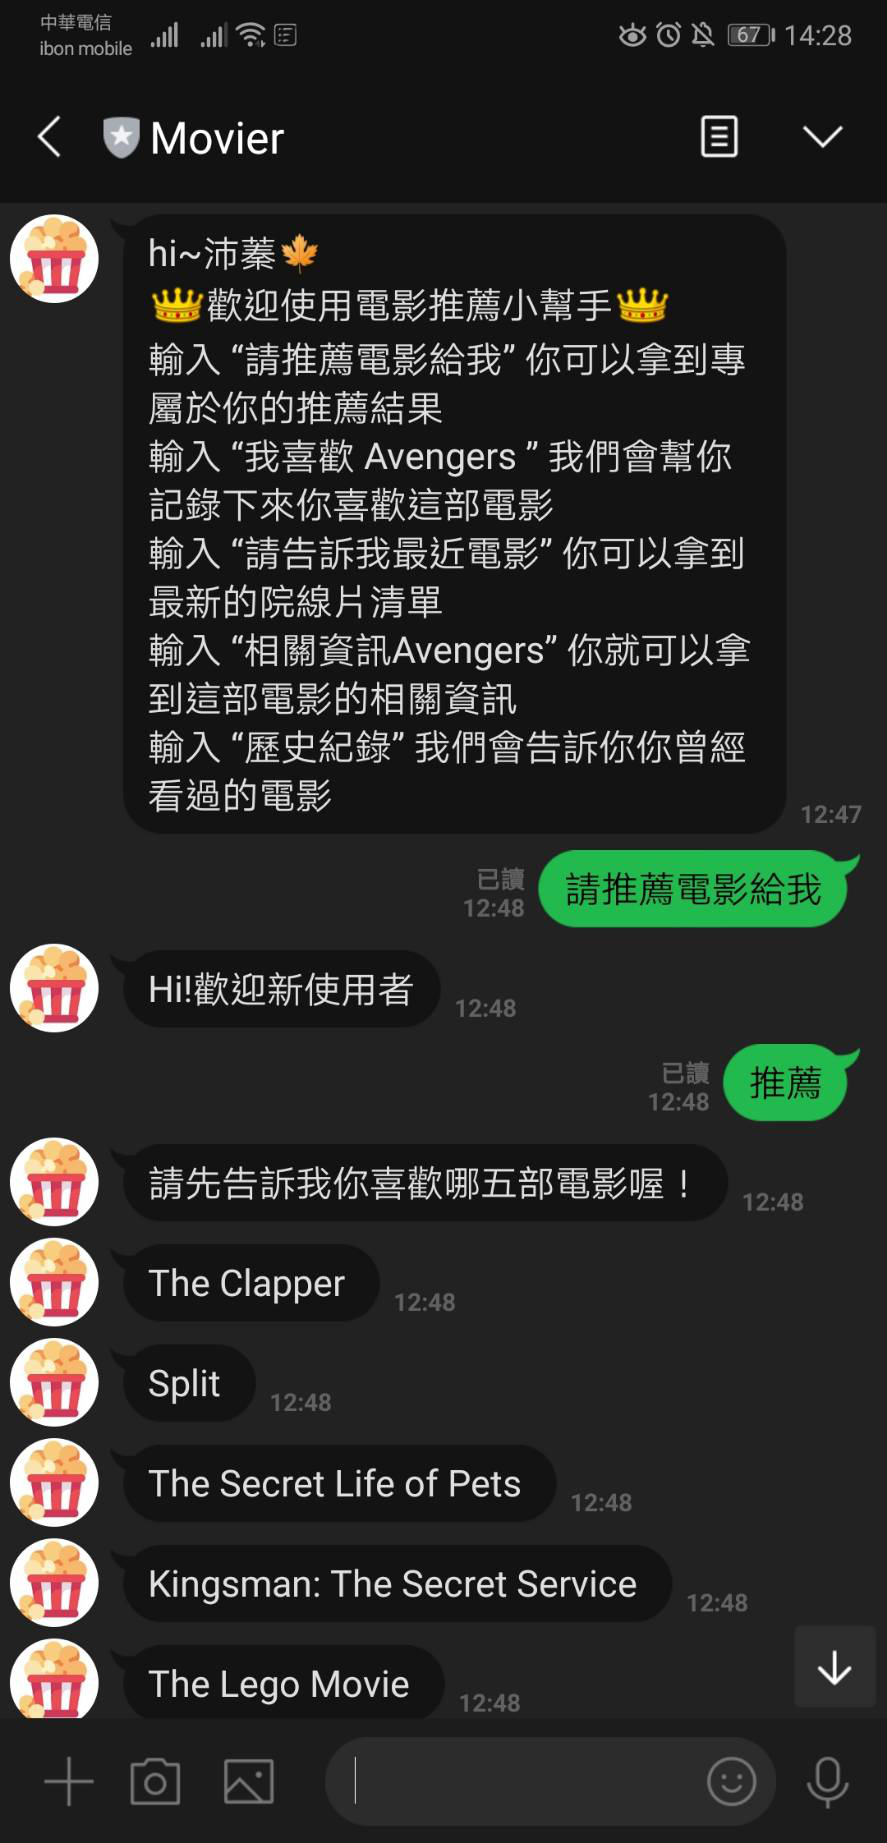 中華電信
ibon mobile
67
14:28
Movier
hi~沛蓁🍁
👑歡迎使用電影推薦小幫手👑
輸入 “請推薦電影給我” 你可以拿到專
屬於你的推薦結果
輸入 “我喜歡 Avengers ” 我們會幫你
記錄下來你喜歡這部電影
輸入 “請告訴我最近電影” 你可以拿到
最新的院線片清單
輸入 “相關資訊Avengers” 你就可以拿
到這部電影的相關資訊
輸入 “歷史紀錄” 我們會告訴你你曾經
看過的電影
12:47
已讀
12:48
請推薦電影給我
Hi!歡迎新使用者
12:48
已讀
12:48
推薦
請先告訴我你喜歡哪五部電影喔！
12:48
The Clapper
12:48
Split
12:48
The Secret Life of Pets
12:48
Kingsman: The Secret Service
12:48
The Lego Movie
12:48